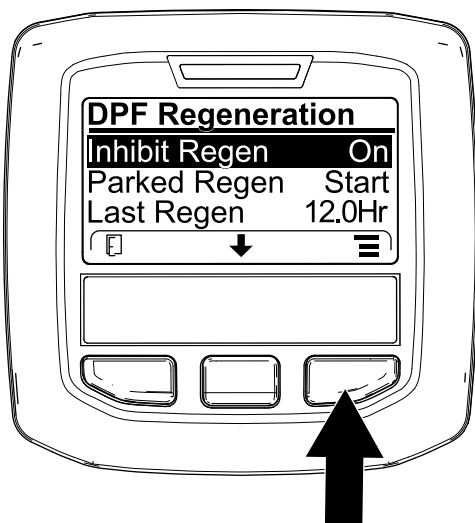 DPF Regeneration
Inhibit Regen On
Parked Regen Start
Last Regen 12.0Hr